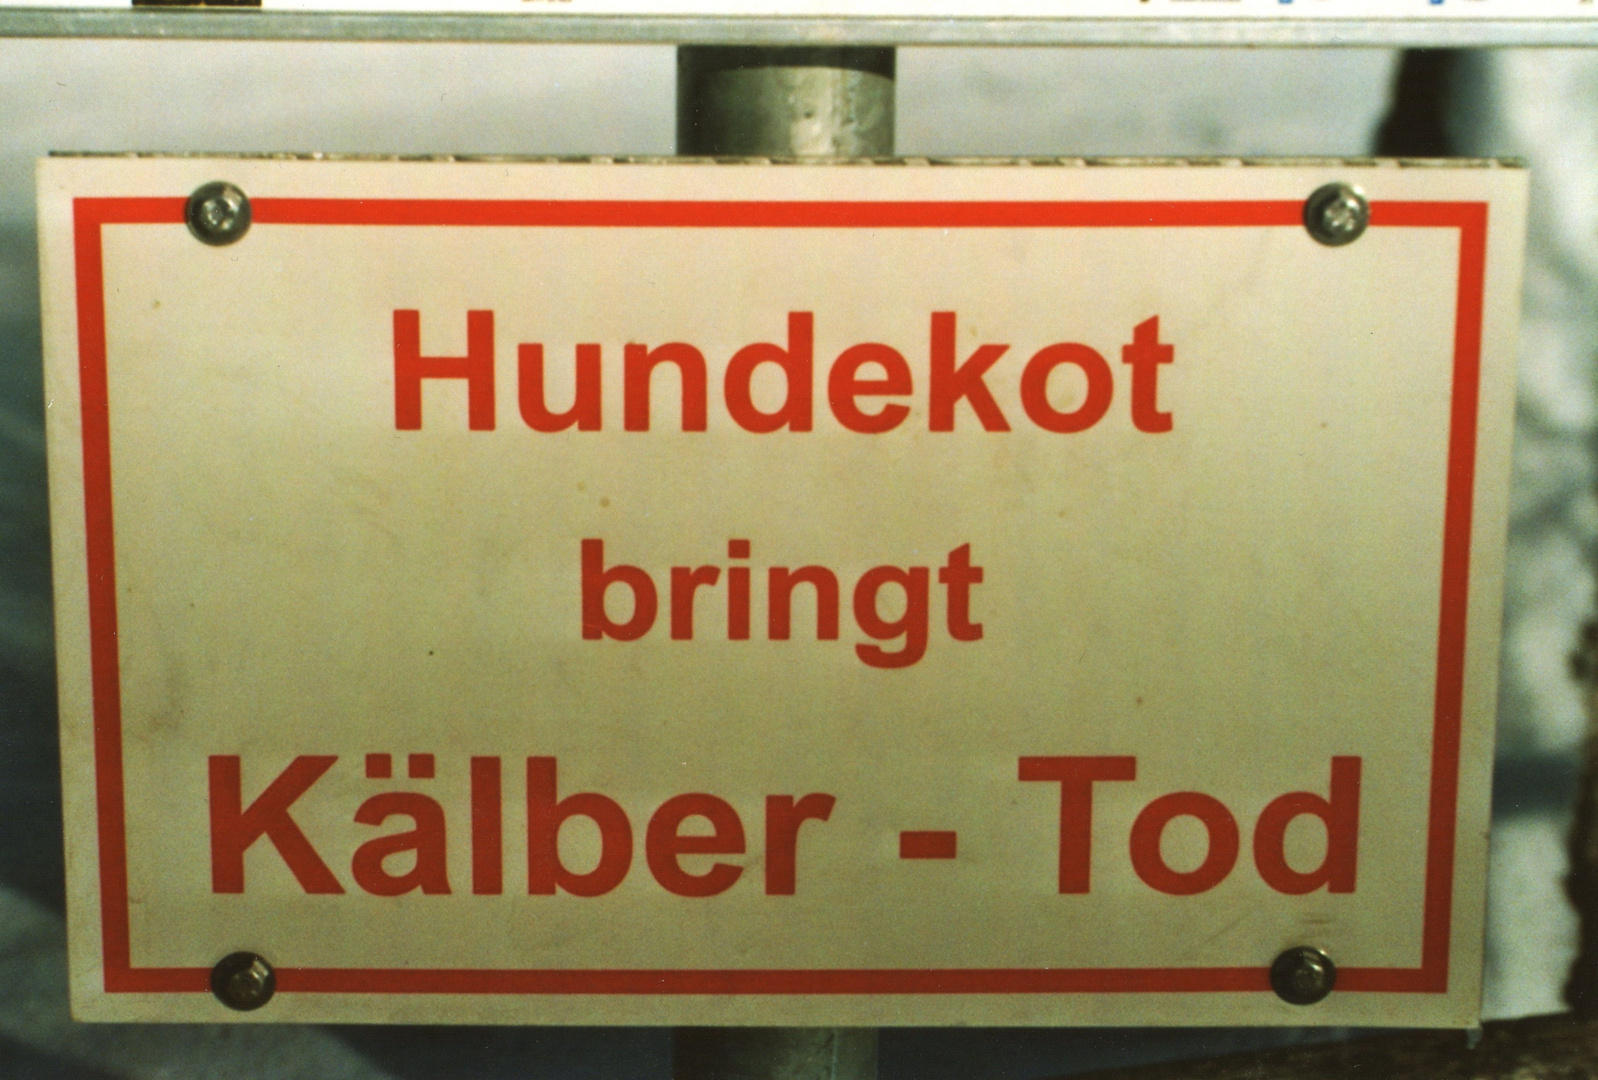 Hundekot
bringt
Kälber - Tod